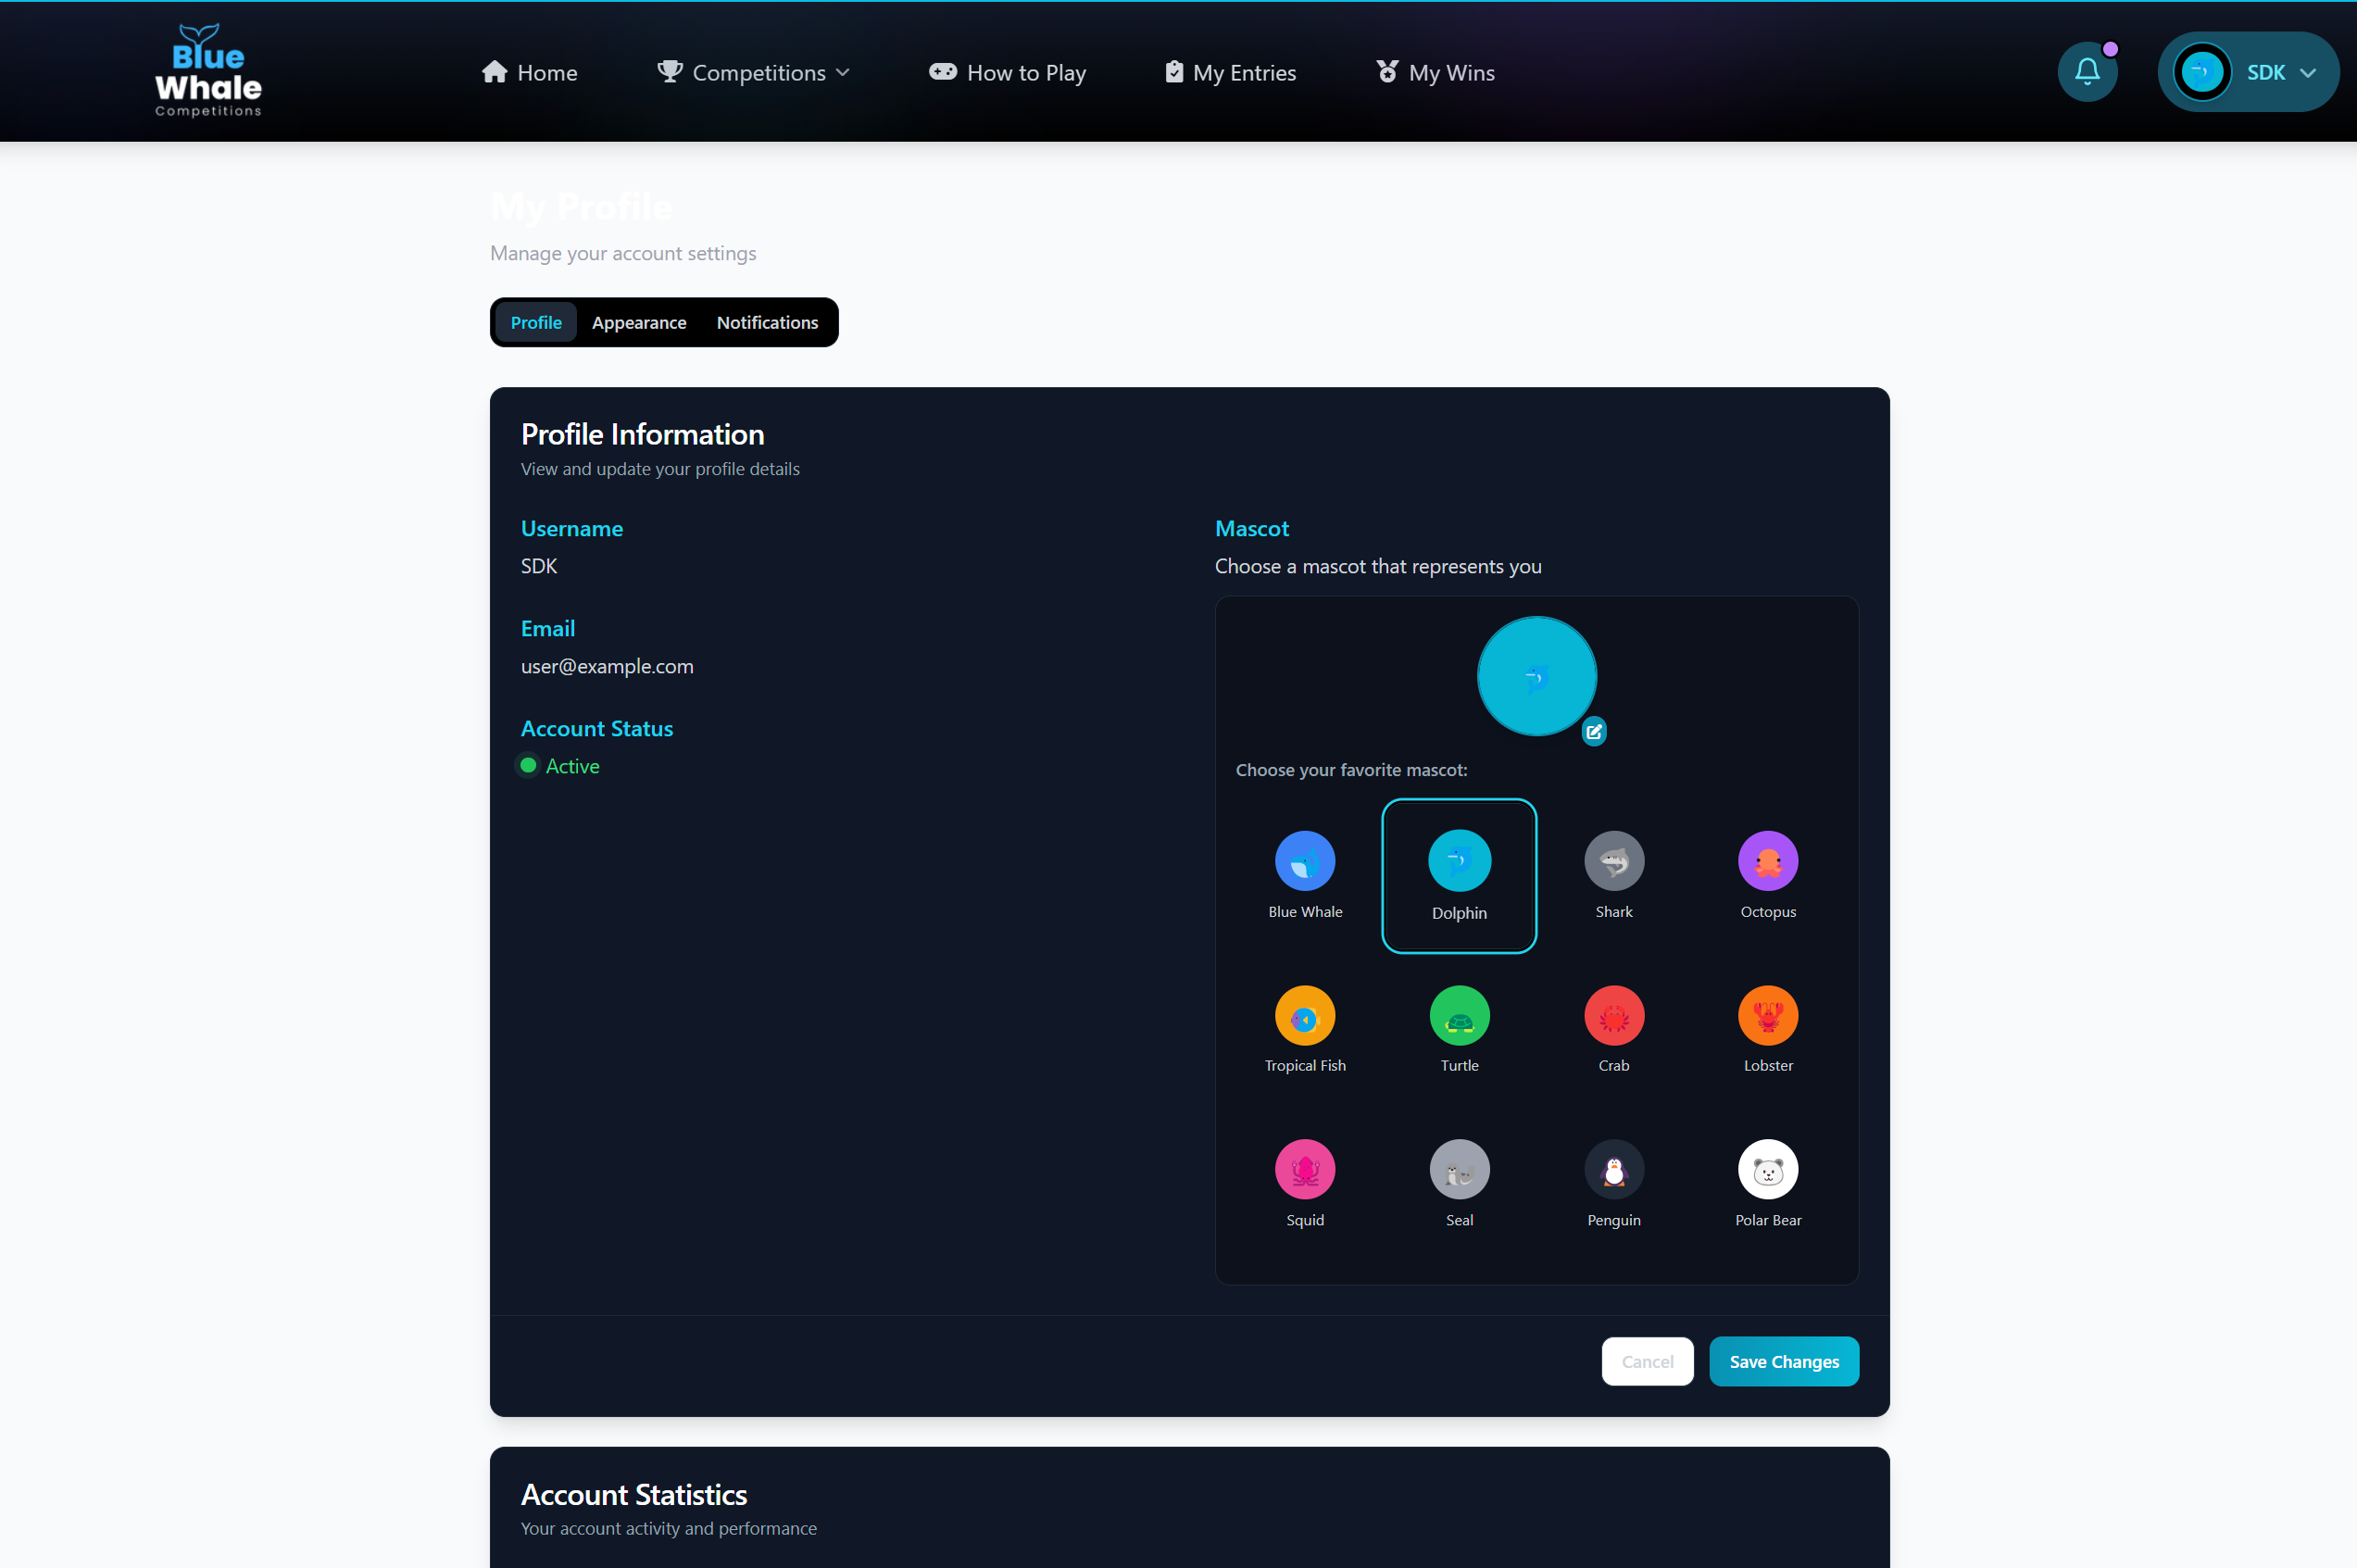 Blue
Whale
Competitions
Home
Competitions
How to Play
My Entries
My Wins
SDK
My Profile
Manage your account settings
Profile
Appearance
Notifications
Profile Information
View and update your profile details
Username
SDK
Email
user@example.com
Account Status
Active
Mascot
Choose a mascot that represents you
Choose your favorite mascot:
Blue Whale
Dolphin
Shark
Octopus
Tropical Fish
Turtle
Crab
Lobster
Squid
Seal
Penguin
Polar Bear
Cancel
Save Changes
Account Statistics
Your account activity and performance